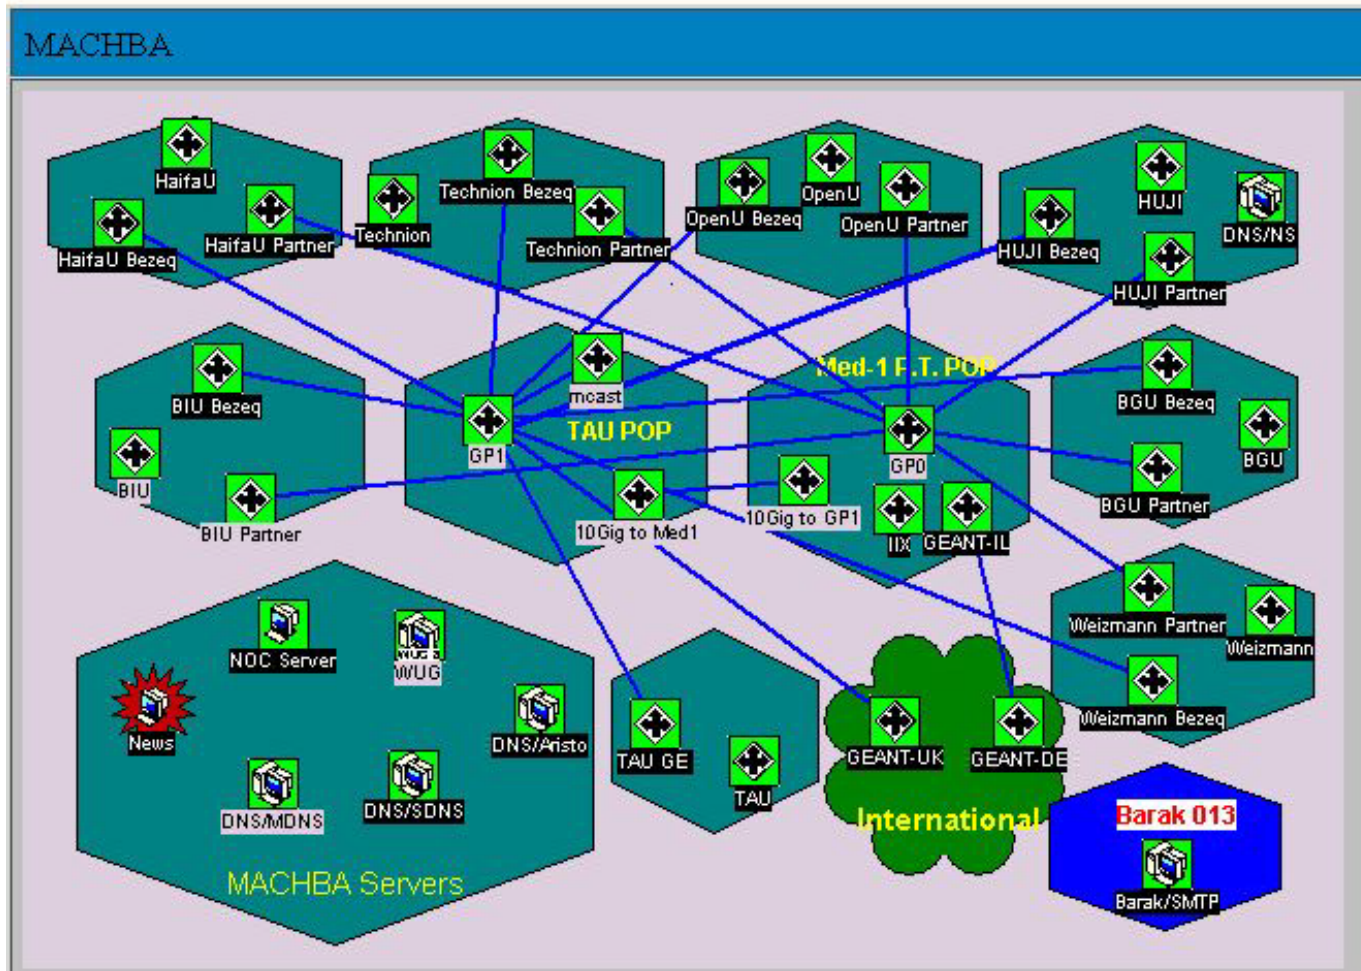 MACHBA
HaifaU
HaifaU Bezeq
HaifaU Partner
Technion
Technion Bezeq
Technion Partner
OpenU Bezeq
OpenU
OpenU Partner
HUJI
DNS/NS
HUJI Bezeq
HUJI Partner
BIU Bezeq
BIU
BIU Partner
mcast
TAU POP
GP1
10Gig to Med1
Med-1 P.T. POP
GP0
10Gig to GP1
IIX
GEANT-IL
BGU Bezeq
BGU
BGU Partner
Weizmann Partner
Weizmann
Weizmann Bezeq
NOC Server
WUG
News
DNS/Aristo
DNS/MDNS
DNS/SDNS
MACHBA Servers
TAU GE
TAU
GEANT-UK
GEANT-DE
International
Barak 013
Barak/SMTP